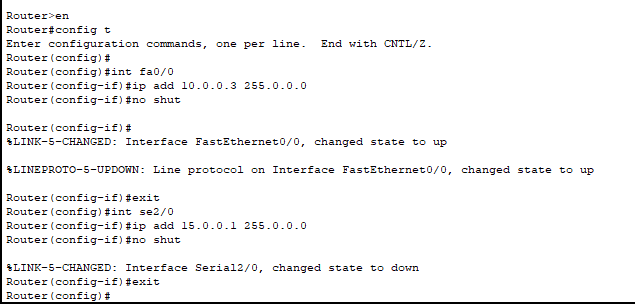 Router>en
Router#config t
Enter configuration commands, one per line.  End with CNTL/Z.
Router(config)#
Router(config)#int fa0/0
Router(config-if)#ip add 10.0.0.3 255.0.0.0
Router(config-if)#no shut

Router(config-if)#
%LINK-5-CHANGED: Interface FastEthernet0/0, changed state to up

%LINEPROTO-5-UPDOWN: Line protocol on Interface FastEthernet0/0, changed state to up

Router(config-if)#exit
Router(config)#int se2/0
Router(config-if)#ip add 15.0.0.1 255.0.0.0
Router(config-if)#no shut

%LINK-5-CHANGED: Interface Serial2/0, changed state to down
Router(config-if)#exit
Router(config)#